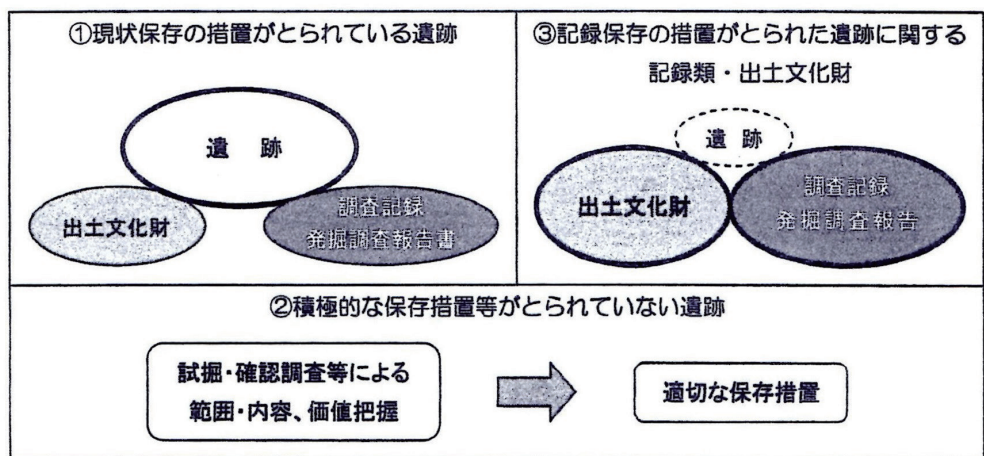 ①現状保存の措置がとられている遺跡
遺 跡
出土文化財
調査記録
発掘調査報告書
③記録保存の措置がとられた遺跡に関する
記録類・出土文化財
遺 跡
出土文化財
調査記録
発掘調査報告
②積極的な保存措置等がとられていない遺跡
試掘・確認調査等による
範囲・内容、価値把握
適切な保存措置